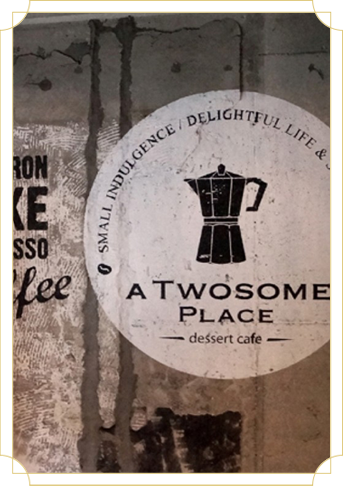 RON
KE
SSO
ffee
SMALL INDULGENCE / DELIGHTFUL LIFE &
A TWOSOME
PLACE
dessert cafe